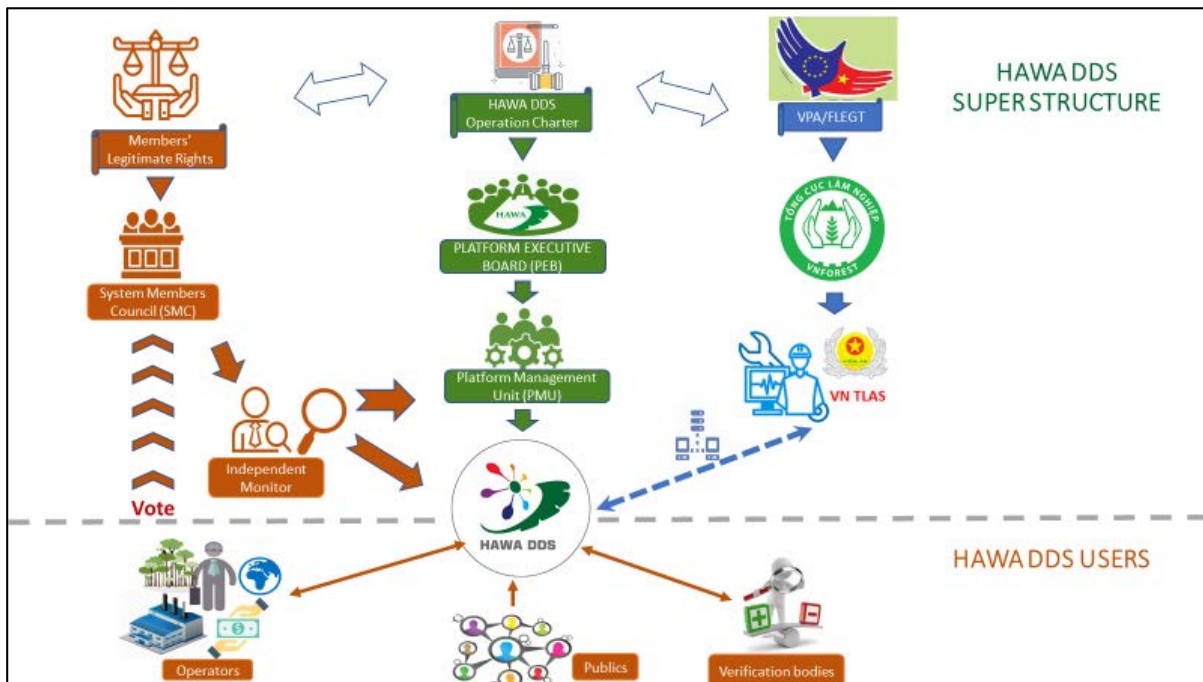 HAWA DDS
SUPER STRUCTURE
HAWA DDS
Operation Charter
VPA/FLEGT
Members'
Legitimate Rights
TỔNG CỤC LÂM NGHIỆP
VNFOREST
HAWA
PLATFORM EXECUTIVE
BOARD (PEB)
System Members
Council (SMC)
Platform Management
Unit (PMU)
VN TLAS
Independent
Monitor
Vote
HAWA DDS
HAWA DDS USERS
Operators
Publics
Verification bodies